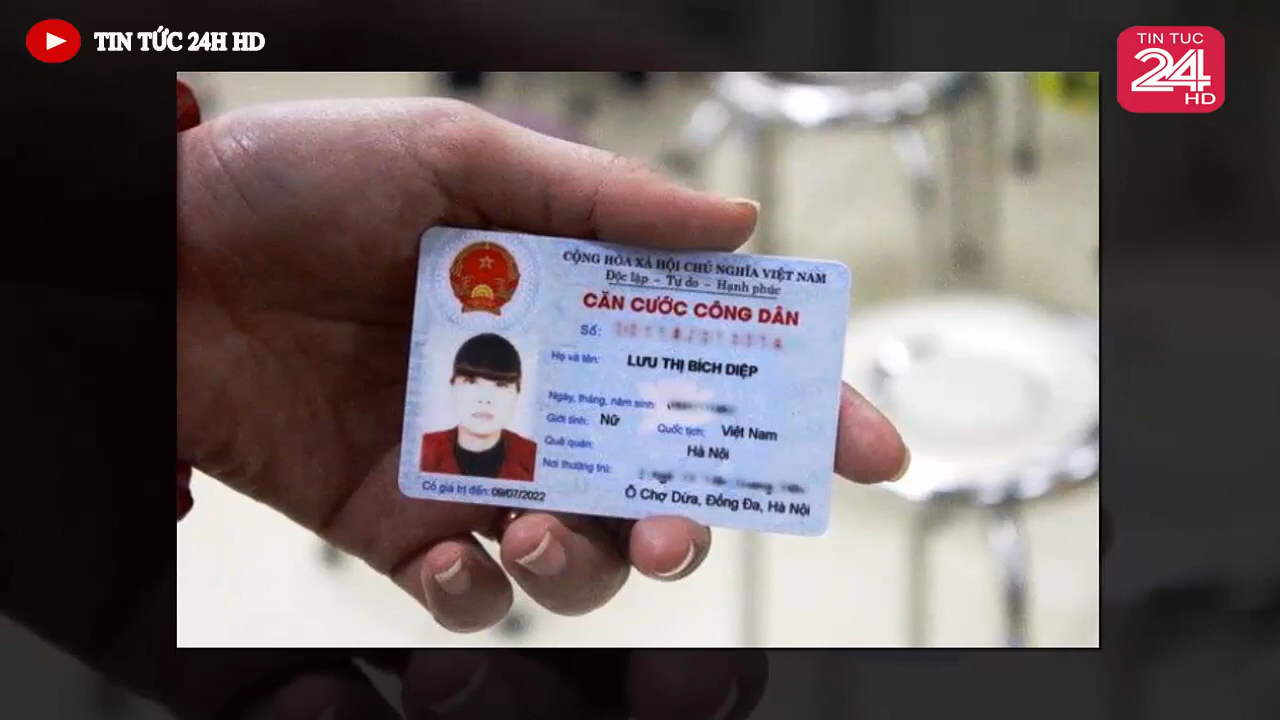 TIN TỨC 24H HD
TIN TUC
24
HD
CỘNG HÒA XÃ HỘI CHỦ NGHĨA VIỆT NAM
Độc lập - Tự do - Hạnh phúc
CĂN CƯỚC CÔNG DÂN
Số:
Họ và tên: LƯU THỊ BÍCH DIỆP
Ngày, tháng, năm sinh:
Giới tính: Nữ Quốc tịch: Việt Nam
Quê quán: Hà Nội
Nơi thường trú:
Ô Chợ Dừa, Đống Đa, Hà Nội
Có giá trị đến: 09/07/2022